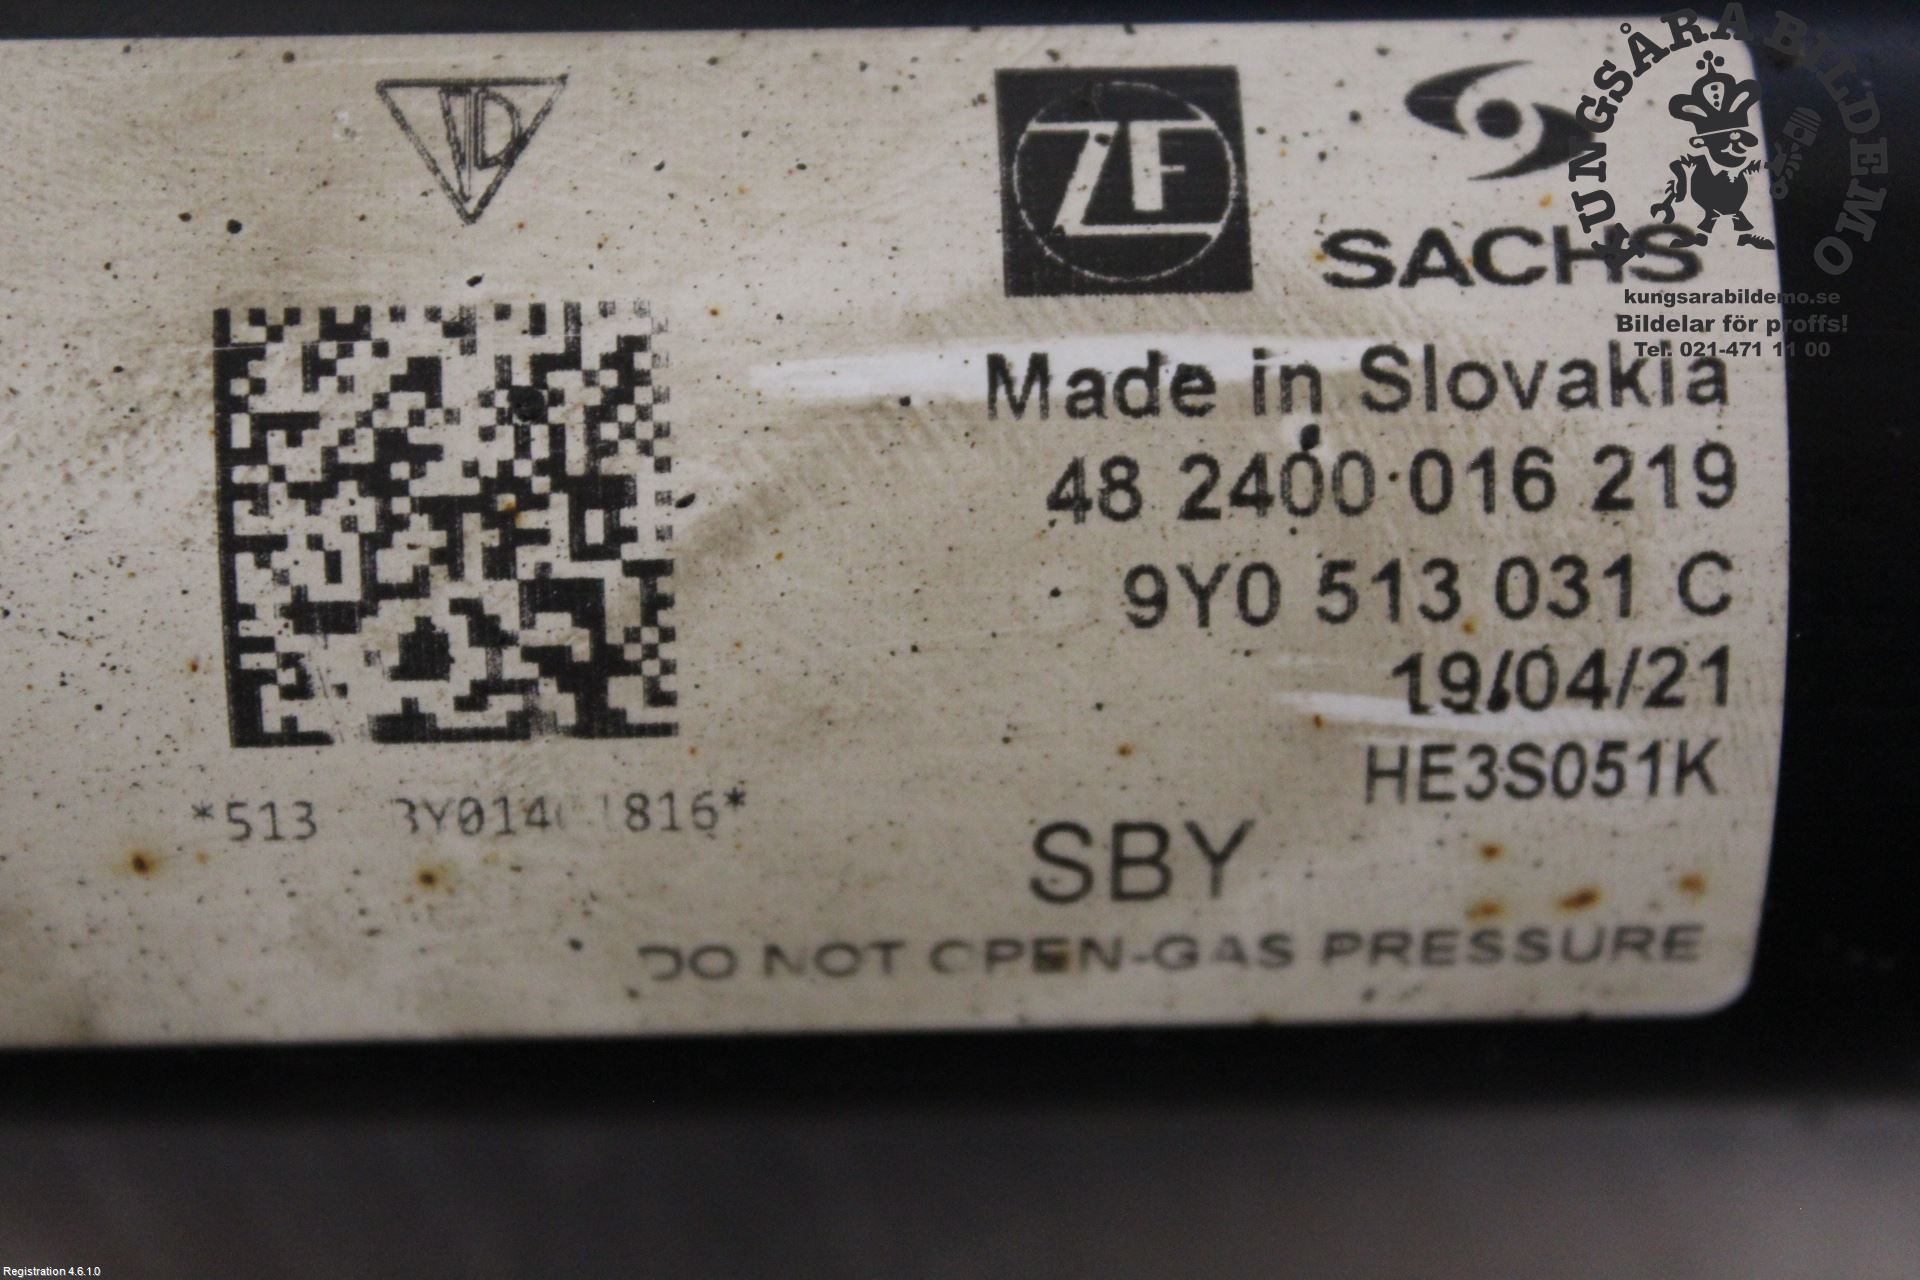 KUNGSÅRA BILDEMO
ZF
SACHS
kungsarabildemo.se
Bildelar för proffs!
Tel. 021-471 11 00
Made in Slovakia
48 2400 016 219
9Y0 513 031 C
19/04/21
HE3S051K
*513
816*
SBY
DO NOT OPEN-GAS PRESSURE
Registration 4.6.1.0